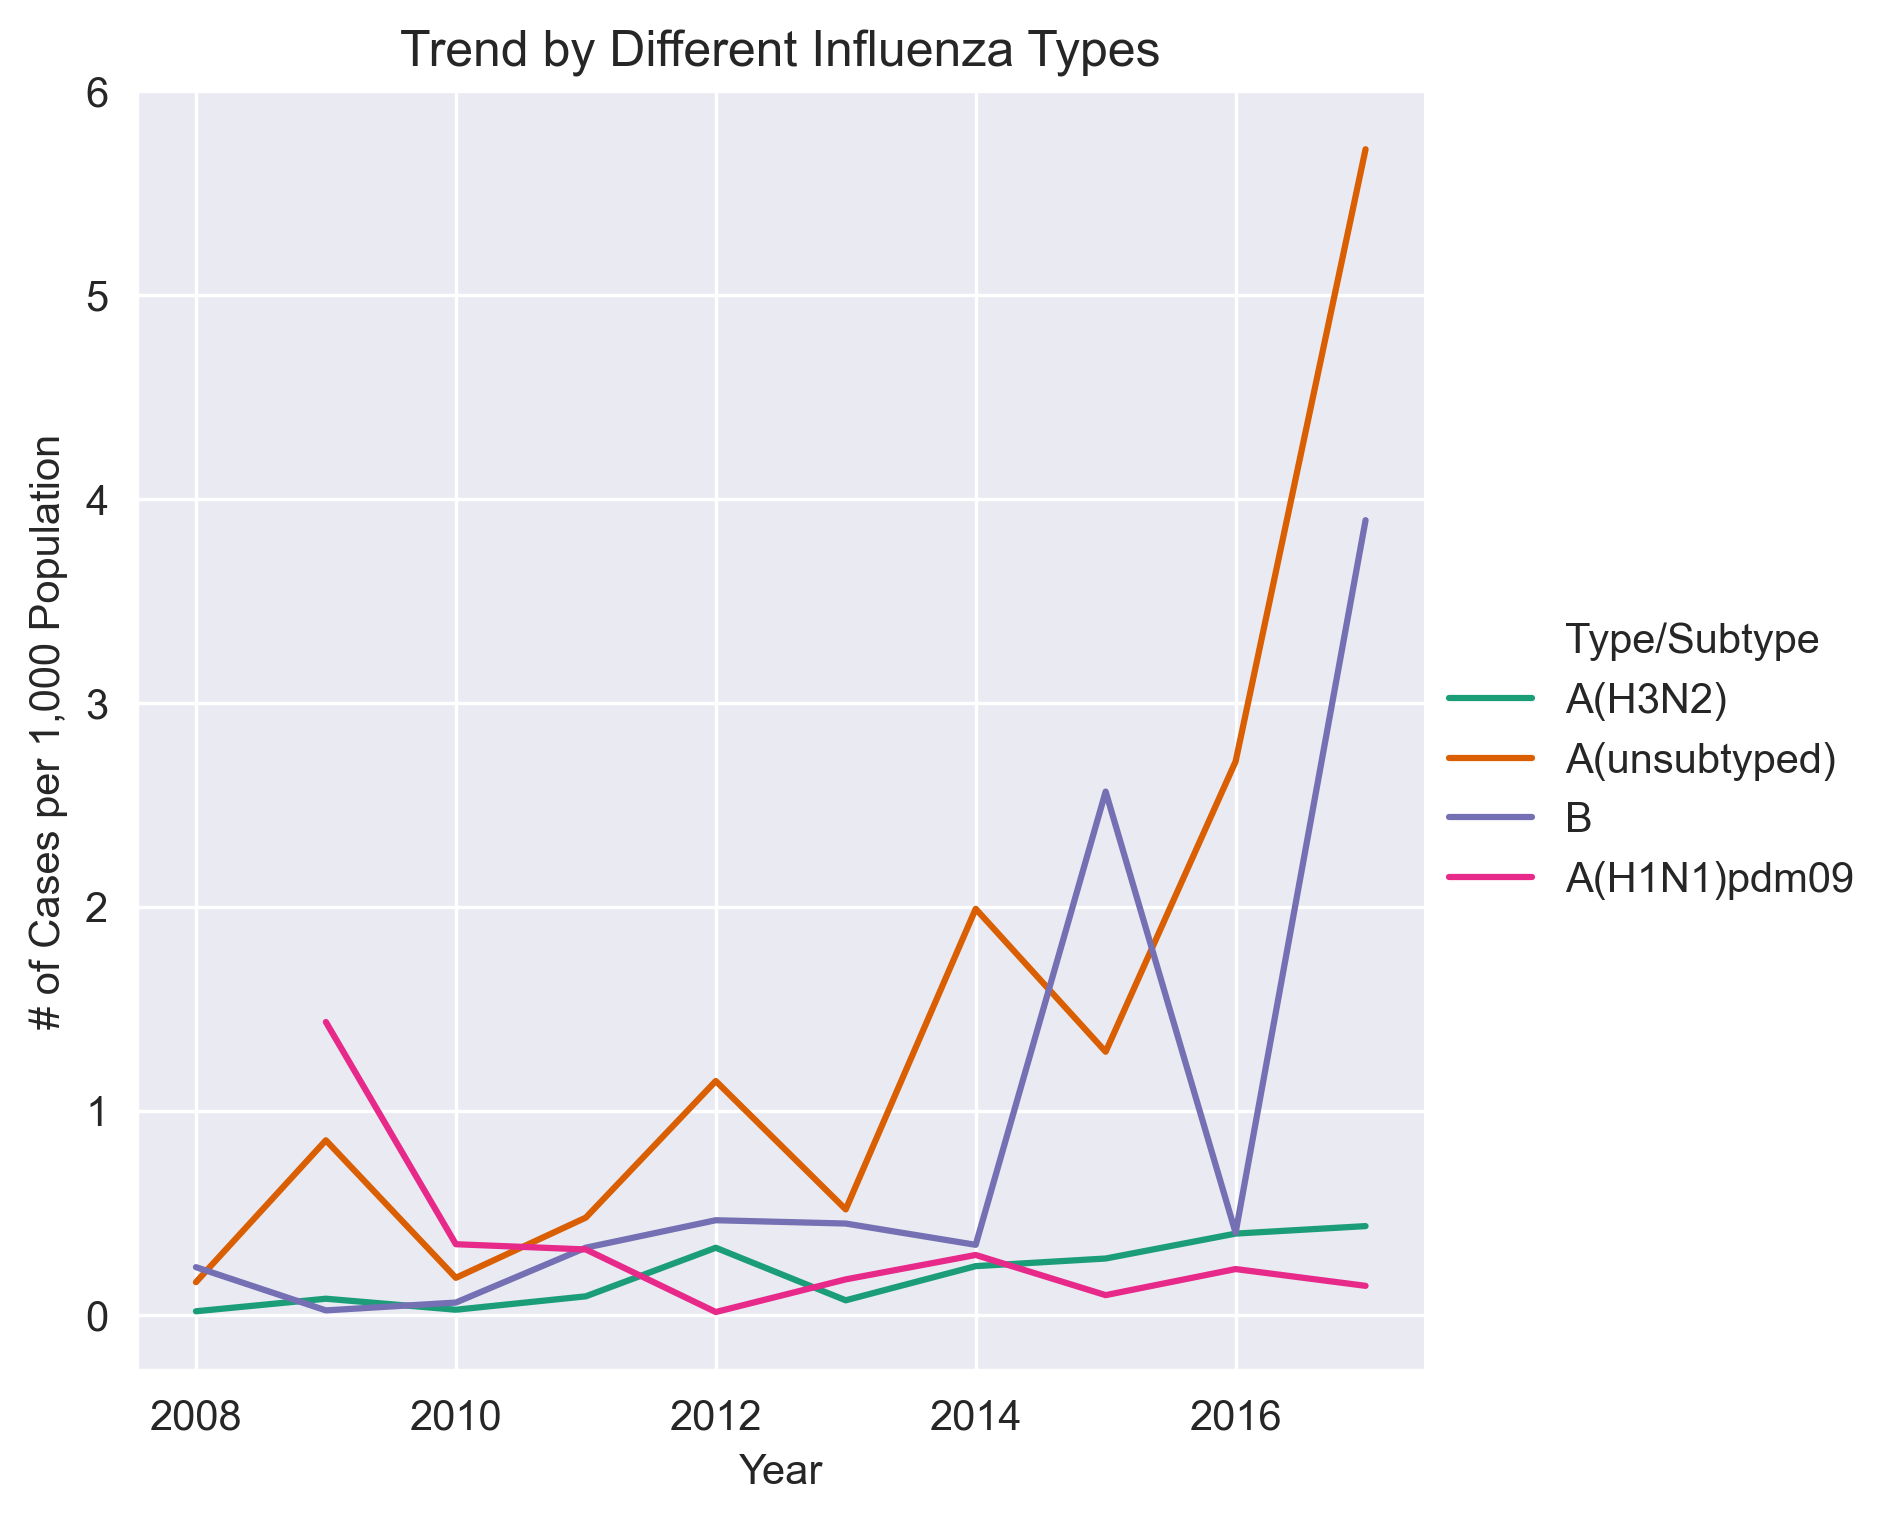 Trend by Different Influenza Types
6
5
4
3
2
1
0
# of Cases per 1,000 Population
2008 2010 2012 2014 2016
Year
Type/Subtype
A(H3N2)
A(unsubtyped)
B
A(H1N1)pdm09